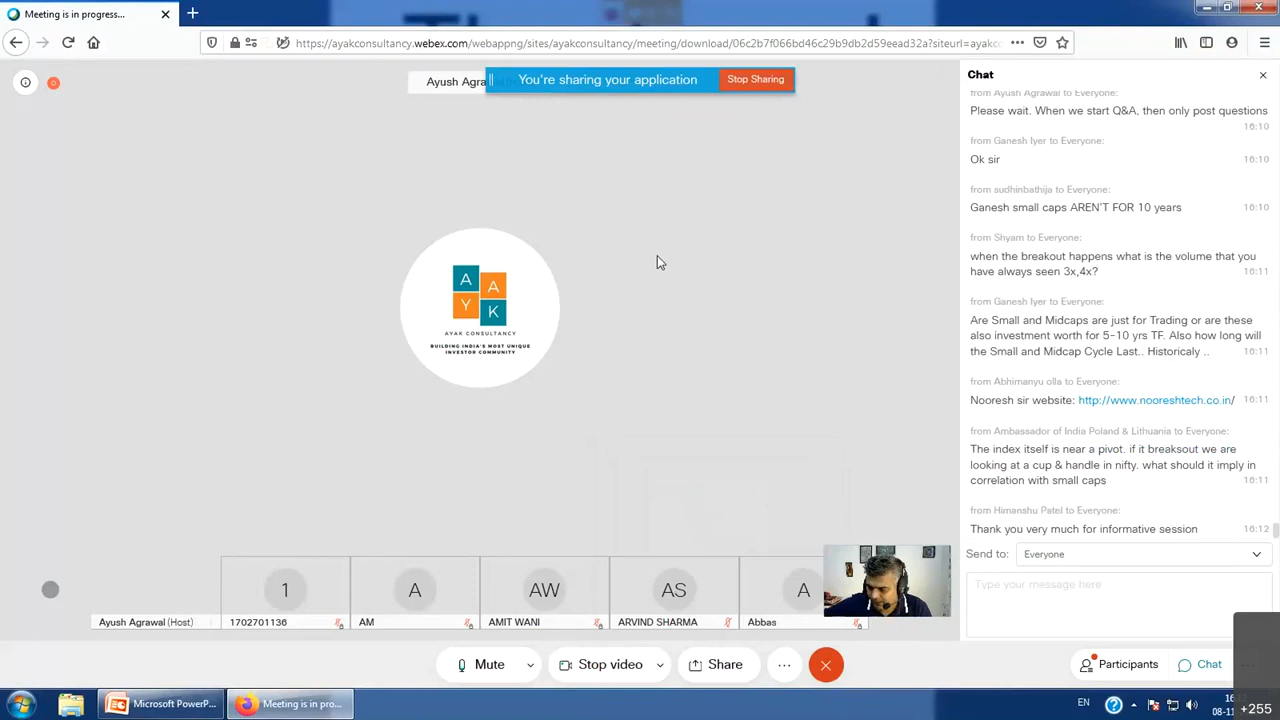 Meeting is in progress...
https://ayakconsultancy.webex.com/webappng/sites/ayakconsultancy/meeting/download/06c2b7f066bd46c29b9db2d59eead32a?siteurl=ayakc
Ayush Agra
You're sharing your application
Stop Sharing
A
A
Y
K
AYAK CONSULTANCY
BUILDING INDIA'S MOST UNIQUE
INVESTOR COMMUNITY
1
A
AW
AS
A
Ayush Agrawal (Host)
1702701136
AM
AMIT WANI
ARVIND SHARMA
Abbas
Mute
Stop video
Share
Chat
from Ayush Agrawal to Everyone:
Please wait. When we start Q&A, then only post questions
16:10
from Ganesh Iyer to Everyone:
Ok sir 16:10
from sudhinbathija to Everyone:
Ganesh small caps AREN'T FOR 10 years 16:10
from Shyam to Everyone:
when the breakout happens what is the volume that you
have always seen 3x,4x? 16:11
from Ganesh Iyer to Everyone:
Are Small and Midcaps are just for Trading or are these
also investment worth for 5-10 yrs TF. Also how long will
the Small and Midcap Cycle Last.. Historicaly .. 16:11
from Abhimanyu olla to Everyone:
Nooresh sir website: http://www.nooreshtech.co.in/ 16:11
from Ambassador of India Poland & Lithuania to Everyone:
The index itself is near a pivot. if it breaksout we are
looking at a cup & handle in nifty. what should it imply in
correlation with small caps 16:11
from Himanshu Patel to Everyone:
Thank you very much for informative session 16:12
Send to: Everyone
Type your message here
Participants
Chat
Microsoft PowerP...
Meeting is in pro...
EN
+255